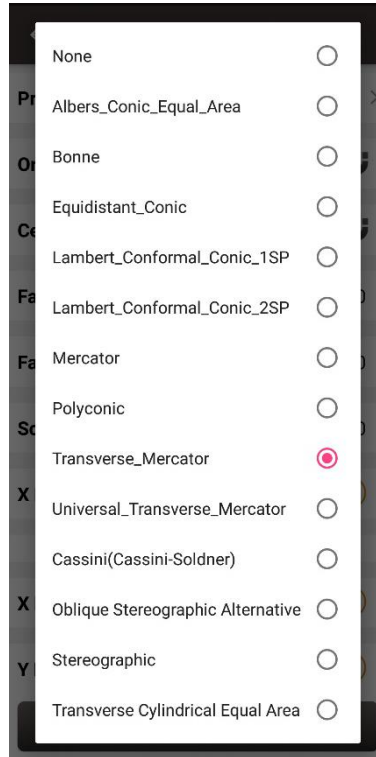 None
Albers_Conic_Equal_Area
Bonne
Equidistant_Conic
Lambert_Conformal_Conic_1SP
Lambert_Conformal_Conic_2SP
Mercator
Polyconic
Transverse_Mercator
Universal_Transverse_Mercator
Cassini(Cassini-Soldner)
Oblique Stereographic Alternative
Stereographic
Transverse Cylindrical Equal Area